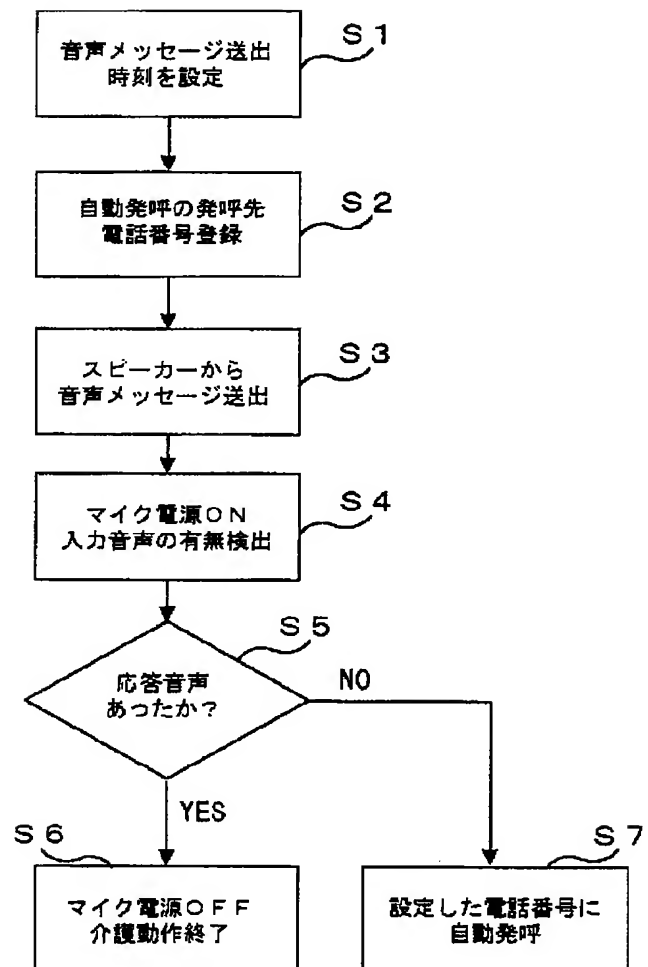 音声メッセージ送出
時刻を設定
S1
自動発呼の発呼先
電話番号登録
S2
スピーカーから
音声メッセージ送出
S3
マイク電源ON
入力音声の有無検出
S4
S5
応答音声
あったか?
NO
YES
S6
マイク電源OFF
介護動作終了
S7
設定した電話番号に
自動発呼